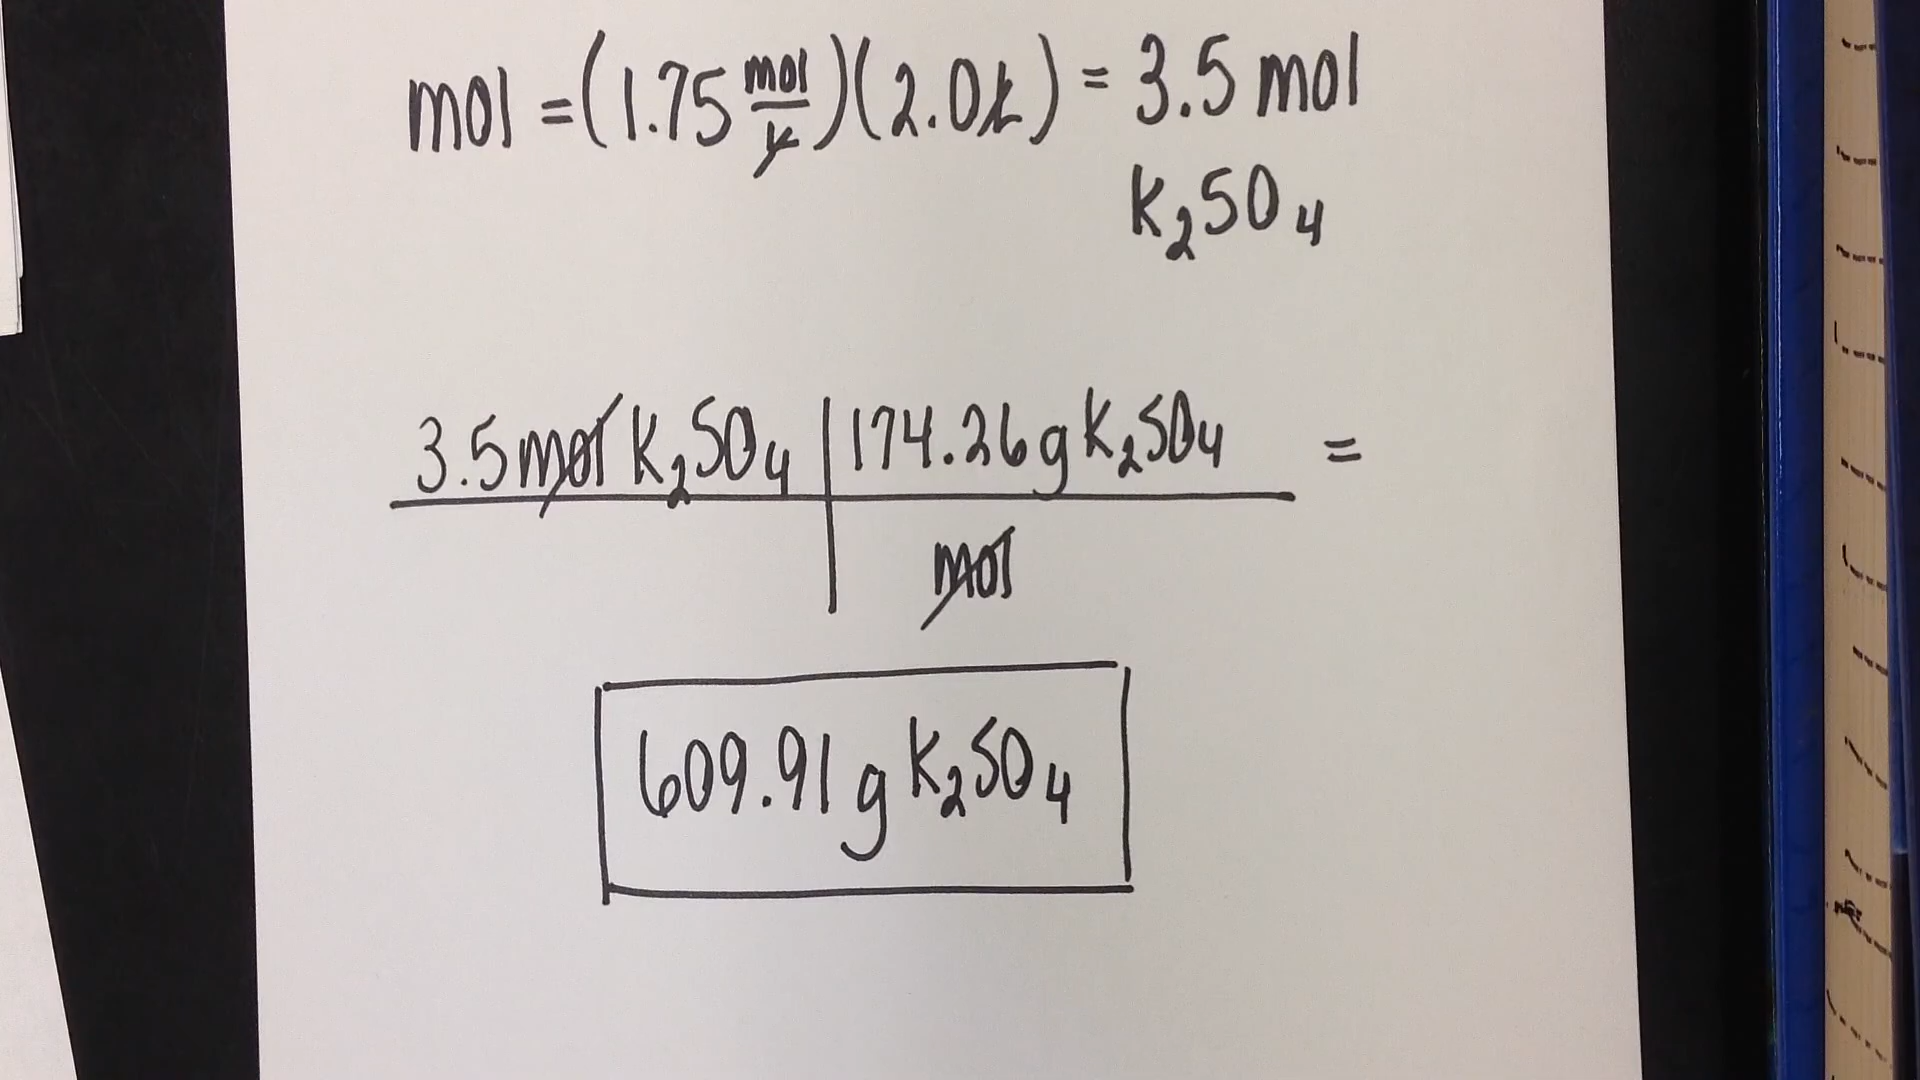 mol = (1.75 mol/L)(2.0L) = 3.5 mol
K₂SO₄
3.5 mol K₂SO₄ | 174.26 g K₂SO₄ =
mol
609.91 g K₂SO₄